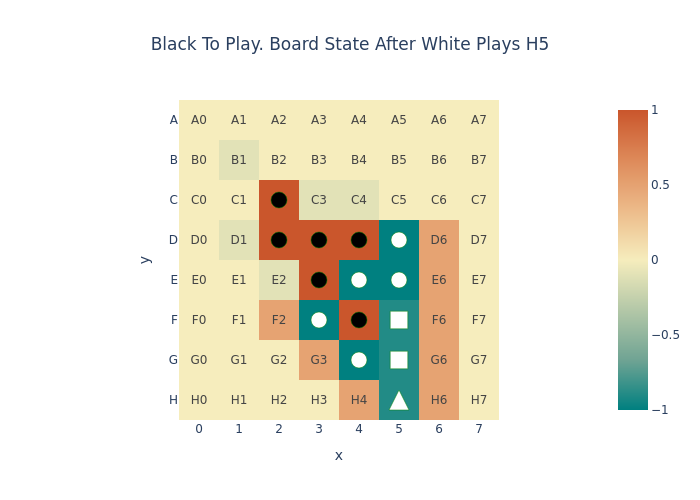 Black To Play. Board State After White Plays H5
A A0 A1 A2 A3 A4 A5 A6 A7
B B0 B1 B2 B3 B4 B5 B6 B7
C C0 C1 C3 C4 C5 C6 C7
D D0 D1 D6 D7
E E0 E1 E2 E6 E7
F F0 F1 F2 F6 F7
G G0 G1 G2 G3 G6 G7
H H0 H1 H2 H3 H4 H6 H7
0 1 2 3 4 5 6 7
x
y
1
0.5
0
−0.5
−1